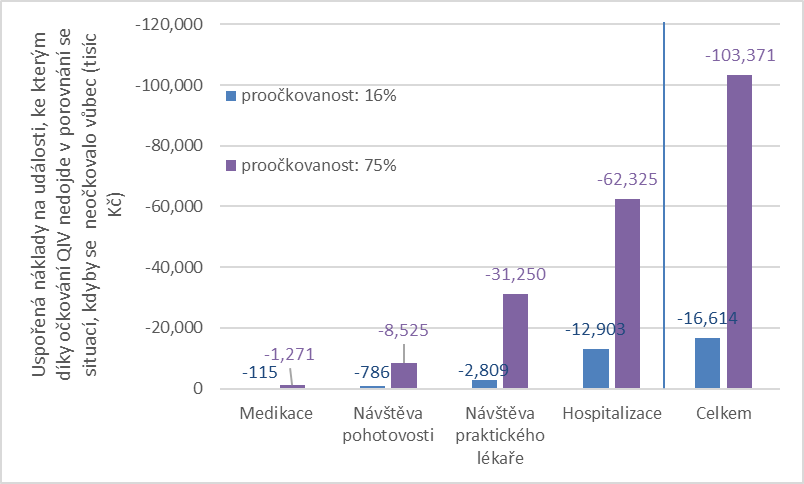 Uspořená náklady na události, ke kterým
díky očkování QIV nedojde v porovnání se
situací, kdyby se neočkovalo vůbec (tisíc
Kč)
-120,000
-100,000
-80,000
-60,000
-40,000
-20,000
0
proočkovanost: 16%
proočkovanost: 75%
-115
-1,271
-786
-8,525
-2,809
-31,250
-12,903
-62,325
-16,614
-103,371
Medikace
Návštěva
pohotovosti
Návštěva
praktického
lékaře
Hospitalizace
Celkem